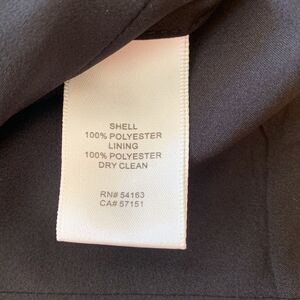 SHELL
100% POLYESTER
LINING
100% POLYESTER
DRY CLEAN
RN# 54163
CA# 57151